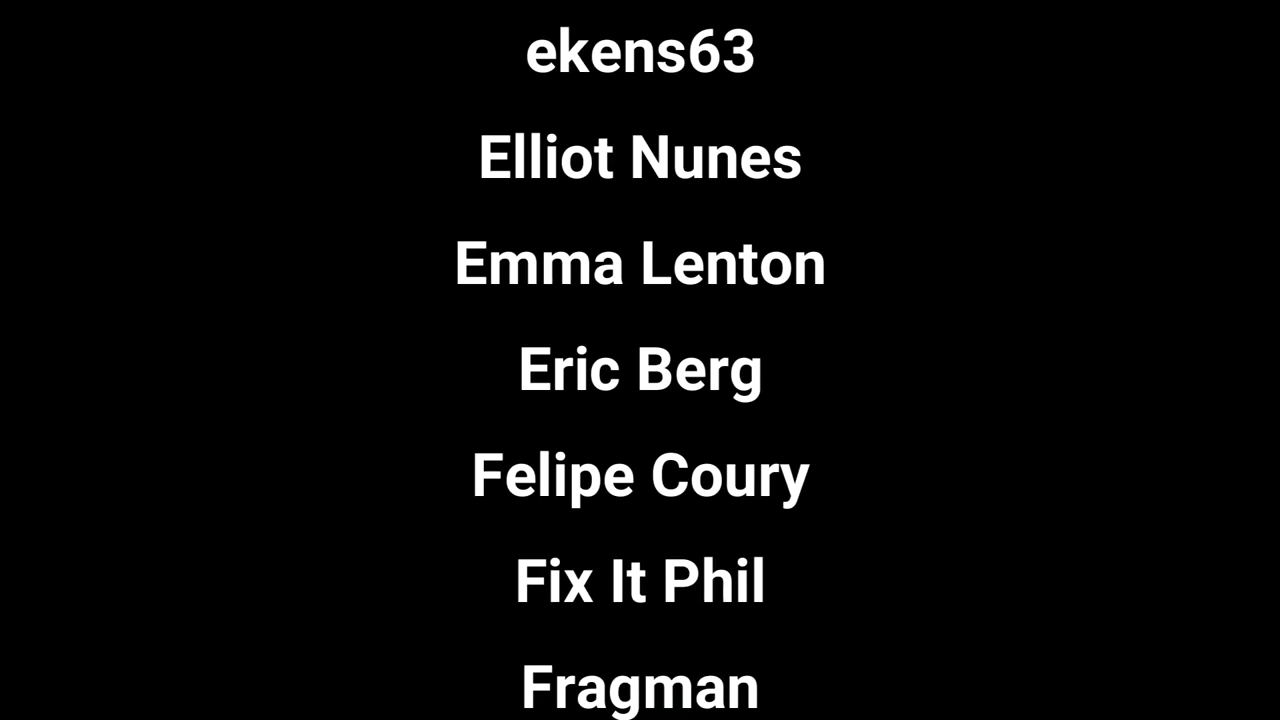 ekens63
Elliot Nunes
Emma Lenton
Eric Berg
Felipe Coury
Fix It Phil
Fragman